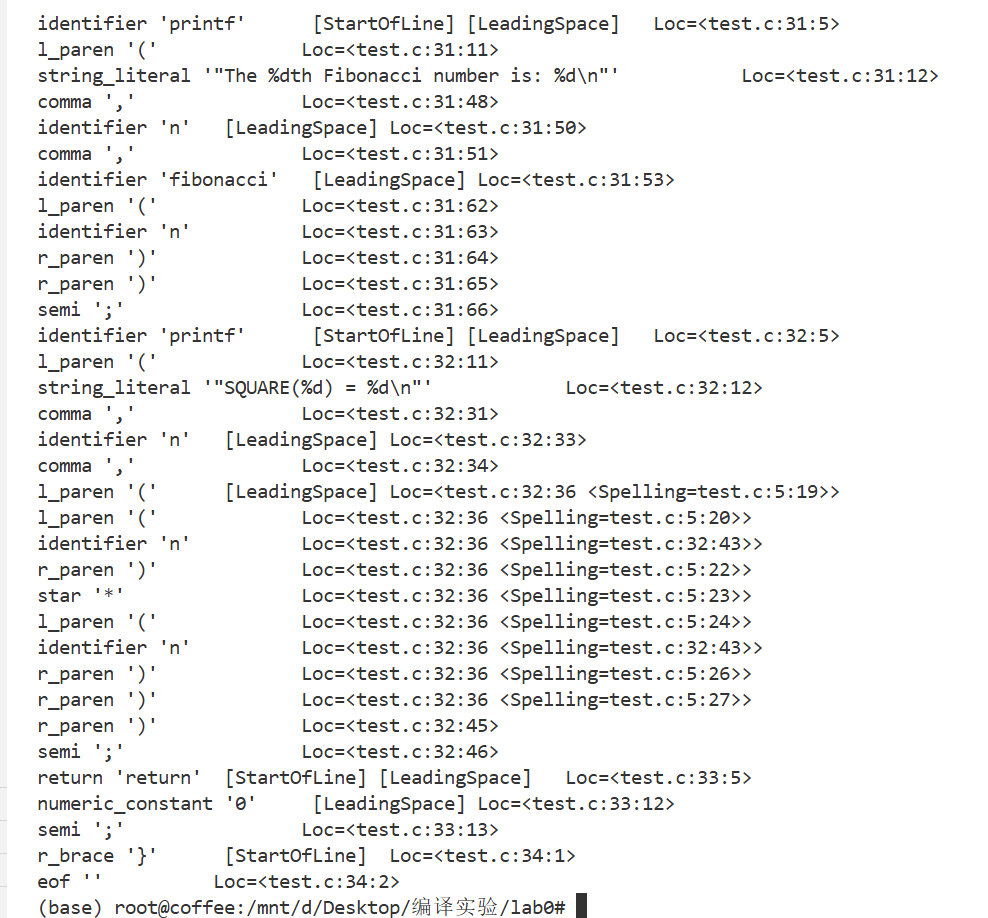 identifier 'printf' [StartOfLine] [LeadingSpace] Loc=<test.c:31:5>
l_paren '(' Loc=<test.c:31:11>
string_literal '"The %dth Fibonacci number is: %d\n"' Loc=<test.c:31:12>
comma ',' Loc=<test.c:31:48>
identifier 'n' [LeadingSpace] Loc=<test.c:31:50>
comma ',' Loc=<test.c:31:51>
identifier 'fibonacci' [LeadingSpace] Loc=<test.c:31:53>
l_paren '(' Loc=<test.c:31:62>
identifier 'n' Loc=<test.c:31:63>
r_paren ')' Loc=<test.c:31:64>
r_paren ')' Loc=<test.c:31:65>
semi ';' Loc=<test.c:31:66>
identifier 'printf' [StartOfLine] [LeadingSpace] Loc=<test.c:32:5>
l_paren '(' Loc=<test.c:32:11>
string_literal '"SQUARE(%d) = %d\n"' Loc=<test.c:32:12>
comma ',' Loc=<test.c:32:31>
identifier 'n' [LeadingSpace] Loc=<test.c:32:33>
comma ',' Loc=<test.c:32:34>
l_paren '(' [LeadingSpace] Loc=<test.c:32:36 <Spelling=test.c:5:19>>
l_paren '(' Loc=<test.c:32:36 <Spelling=test.c:5:20>>
identifier 'n' Loc=<test.c:32:36 <Spelling=test.c:32:43>>
r_paren ')' Loc=<test.c:32:36 <Spelling=test.c:5:22>>
star '*' Loc=<test.c:32:36 <Spelling=test.c:5:23>>
l_paren '(' Loc=<test.c:32:36 <Spelling=test.c:5:24>>
identifier 'n' Loc=<test.c:32:36 <Spelling=test.c:32:43>>
r_paren ')' Loc=<test.c:32:36 <Spelling=test.c:5:26>>
r_paren ')' Loc=<test.c:32:36 <Spelling=test.c:5:27>>
r_paren ')' Loc=<test.c:32:45>
semi ';' Loc=<test.c:32:46>
return 'return' [StartOfLine] [LeadingSpace] Loc=<test.c:33:5>
numeric_constant '0' [LeadingSpace] Loc=<test.c:33:12>
semi ';' Loc=<test.c:33:13>
r_brace '}' [StartOfLine] Loc=<test.c:34:1>
eof '' Loc=<test.c:34:2>
(base) root@coffee:/mnt/d/Desktop/编译实验/lab0#